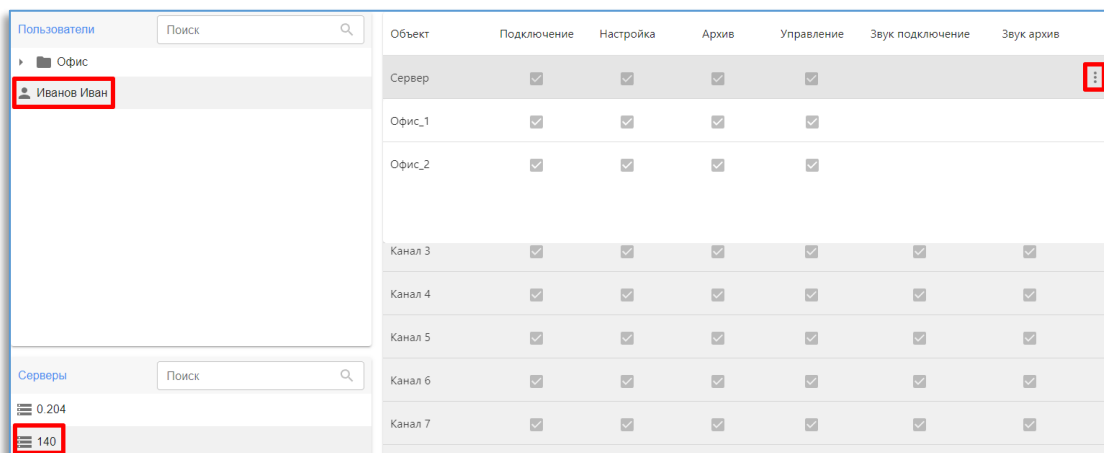 Пользователи
Поиск
Офис
Иванов Иван
Серверы
Поиск
0.204
140
Объект Подключение Настройка Архив Управление Звук подключение Звук архив
Сервер
Офис_1
Офис_2
Канал 3
Канал 4
Канал 5
Канал 6
Канал 7